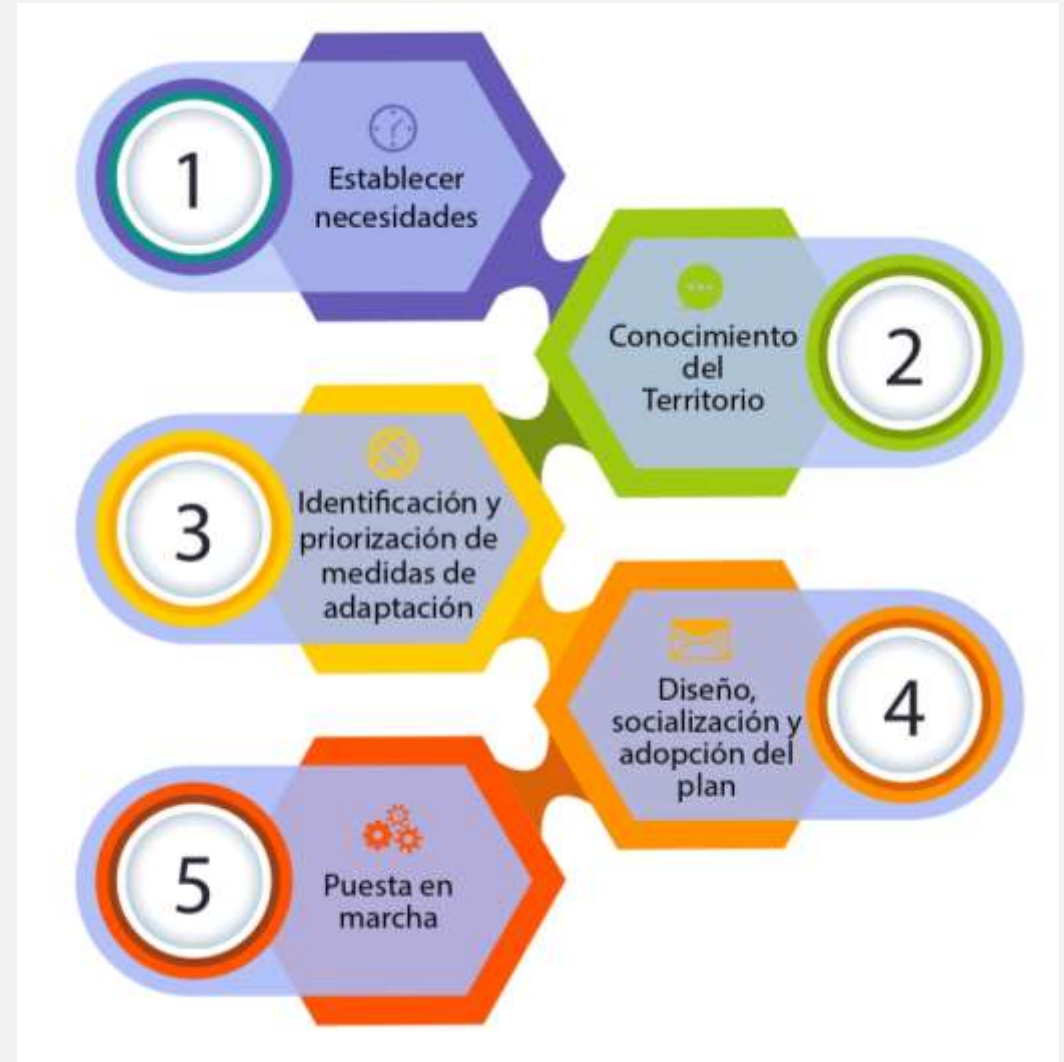 1
Establecer
necesidades
Conocimiento
del
Territorio
2
3
Identificación y
priorización de
medidas de
adaptación
Diseño,
socialización y
adopción del
plan
4
5
Puesta en
marcha